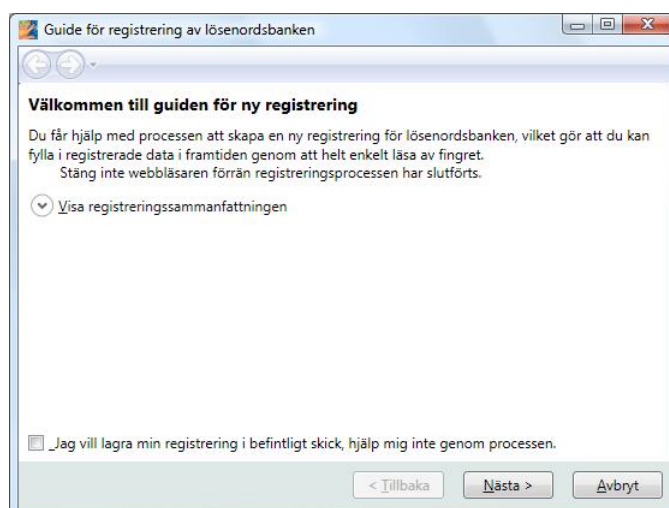 Guide för registrering av lösenordsbanken
Välkommen till guiden för ny registrering
Du får hjälp med processen att skapa en ny registrering för lösenordsbanken, vilket gör att du kan
fylla i registrerade data i framtiden genom att helt enkelt läsa av fingret.
Stäng inte webbläsaren förrän registreringsprocessen har slutförts.
Visa registreringssammanfattningen
_Jag vill lagra min registrering i befintligt skick, hjälp mig inte genom processen.
< Tillbaka Nästa > Avbryt